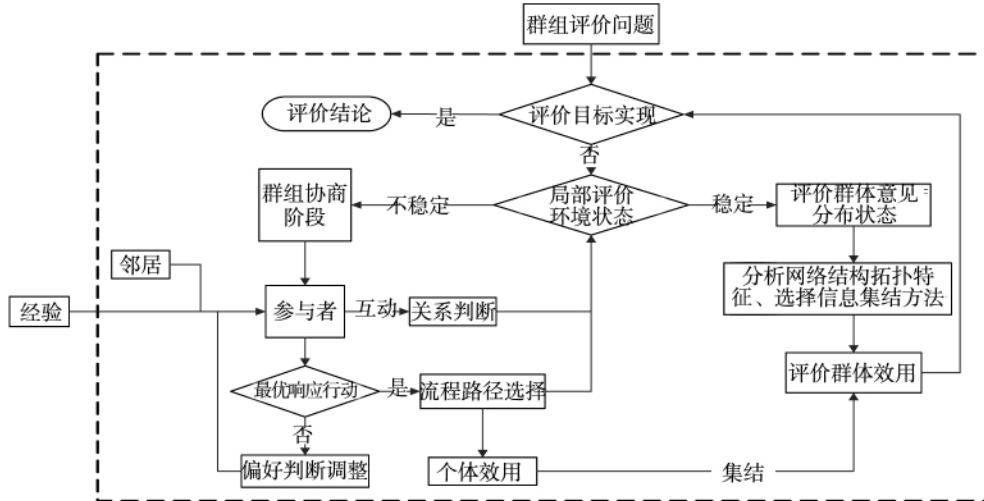 群组评价问题
评价结论
是
评价目标实现
否
群组协商
阶段
不稳定
局部评价
环境状态
稳定
评价群体意见
分布状态
邻居
分析网络结构拓扑特
征、选择信息集结方法
经验
参与者
互动
关系判断
评价群体效用
最优响应行动
是
流程路径选择
否
偏好判断调整
个体效用
集结